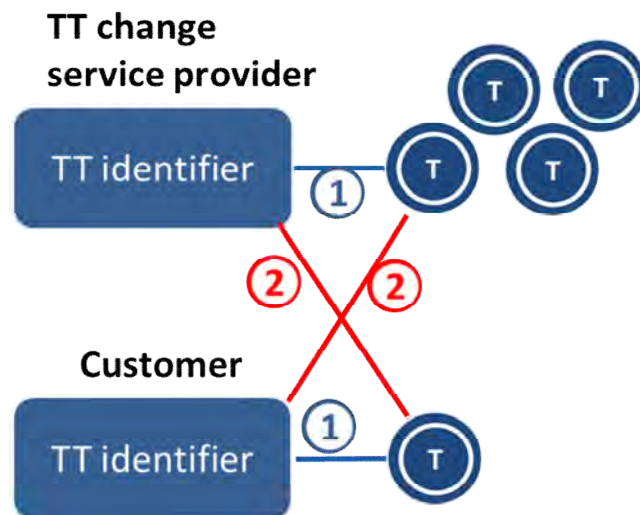 TT change
service provider
T
T
TT identifier
T
T
1
2
2
Customer
1
TT identifier
T